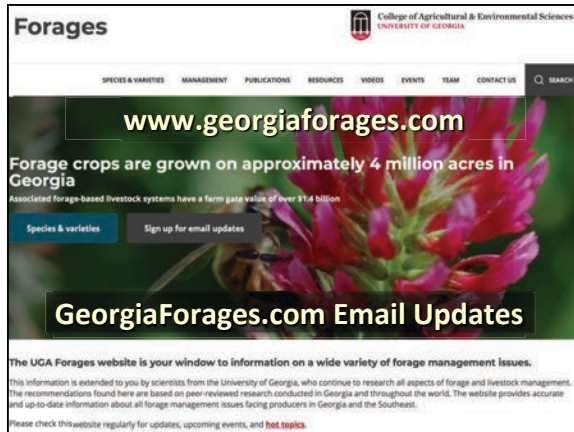 Forages
College of Agricultural & Environmental Sciences
UNIVERSITY OF GEORGIA
SPECIES & VARIETIES MANAGEMENT PUBLICATIONS RESOURCES VIDEOS EVENTS TEAM CONTACT US SEARCH
www.georgiaforages.com
Forage crops are grown on approximately 4 million acres in
Georgia
Associated forage-based livestock systems have a farm gate value of over $1.4 billion
Species & varieties Sign up for email updates
GeorgiaForages.com Email Updates
The UGA Forages website is your window to information on a wide variety of forage management issues.
This information is extended to you by scientists from the University of Georgia, who continue to research all aspects of forage and livestock management.
The recommendations found here are based on peer-reviewed research conducted in Georgia and throughout the world. The website provides accurate
and up-to-date information about all forage management issues facing producers in Georgia and the Southeast.
Please check this website regularly for updates, upcoming events, and hot topics.